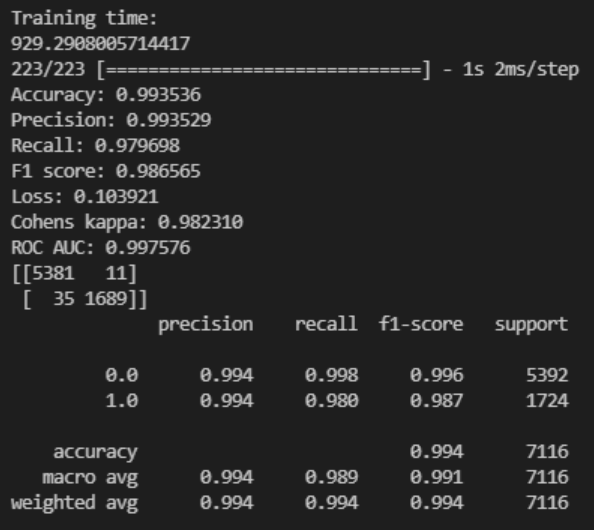 Training time:
929.2908005714417
223/223 [==============================] - 1s 2ms/step
Accuracy: 0.993536
Precision: 0.993529
Recall: 0.979698
F1 score: 0.986565
Loss: 0.103921
Cohens kappa: 0.982310
ROC AUC: 0.997576
[[5381   11]
 [  35 1689]]
              precision    recall  f1-score   support

         0.0      0.994     0.998     0.996      5392
         1.0      0.994     0.980     0.987      1724

    accuracy                          0.994      7116
   macro avg      0.994     0.989     0.991      7116
weighted avg      0.994     0.994     0.994      7116